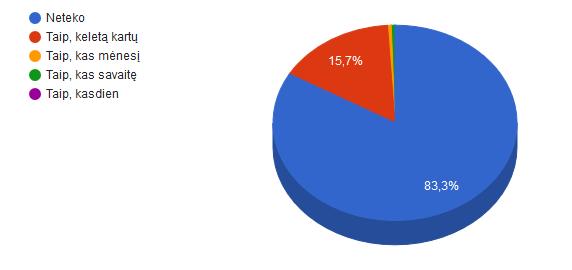 Neteko
Taip, keletą kartų
Taip, kas mėnesį
Taip, kas savaitę
Taip, kasdien
15,7%
83,3%